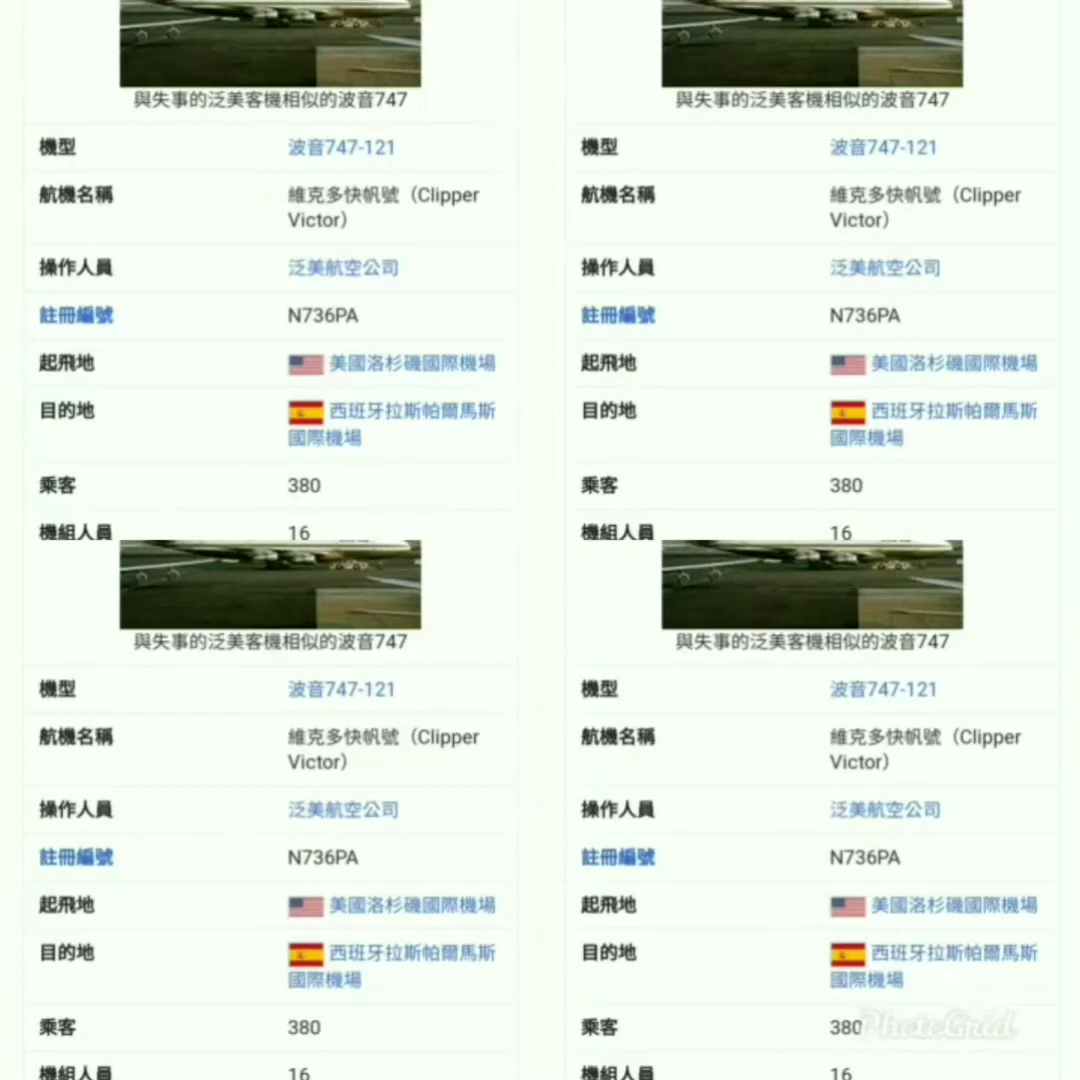 與失事的泛美客機相似的波音747
機型 波音747-121
航機名稱 維克多快帆號（Clipper
Victor）
操作人員 泛美航空公司
註冊編號 N736PA
起飛地 美國洛杉磯國際機場
目的地 西班牙拉斯帕爾馬斯
國際機場
乘客 380
機組人員 16
與失事的泛美客機相似的波音747
機型 波音747-121
航機名稱 維克多快帆號（Clipper
Victor）
操作人員 泛美航空公司
註冊編號 N736PA
起飛地 美國洛杉磯國際機場
目的地 西班牙拉斯帕爾馬斯
國際機場
乘客 380
機組人員 16
與失事的泛美客機相似的波音747
機型 波音747-121
航機名稱 維克多快帆號（Clipper
Victor）
操作人員 泛美航空公司
註冊編號 N736PA
起飛地 美國洛杉磯國際機場
目的地 西班牙拉斯帕爾馬斯
國際機場
乘客 380
機組人員 16
與失事的泛美客機相似的波音747
機型 波音747-121
航機名稱 維克多快帆號（Clipper
Victor）
操作人員 泛美航空公司
註冊編號 N736PA
起飛地 美國洛杉磯國際機場
目的地 西班牙拉斯帕爾馬斯
國際機場
乘客 380
機組人員 16
PhotoGrid